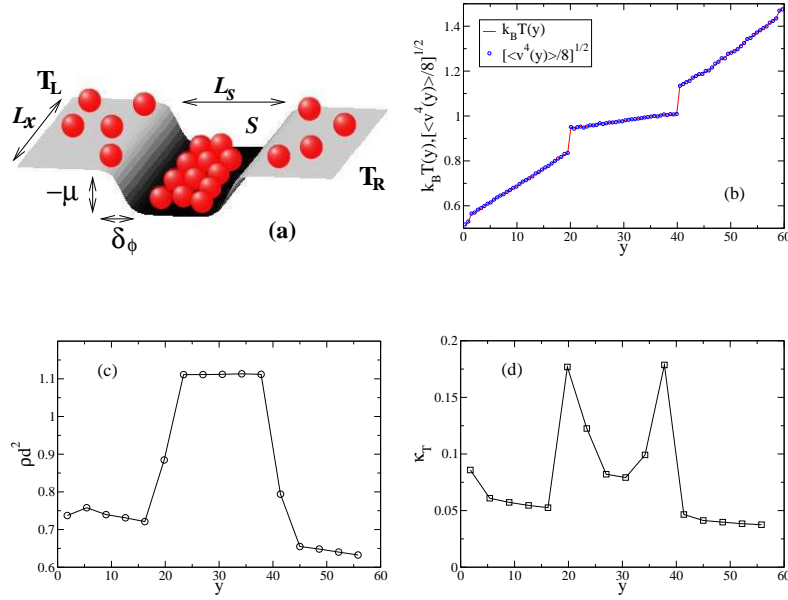 T_L
L_x
L_s
S
T_R
−μ
δ_ϕ
(a)
k_BT(y),[<v^4(y)>/8]^{1/2}
1.4
1.2
1
0.8
0.6
k_BT(y)
[<v^4(y)>/8]^{1/2}
(b)
0 10 20 30 40 50 60
y
ρd^2
1.1
1
0.9
0.8
0.7
0.6
(c)
0 10 20 30 40 50 60
y
κ_T
0.2
0.15
0.1
0.05
0
(d)
0 10 20 30 40 50 60
y